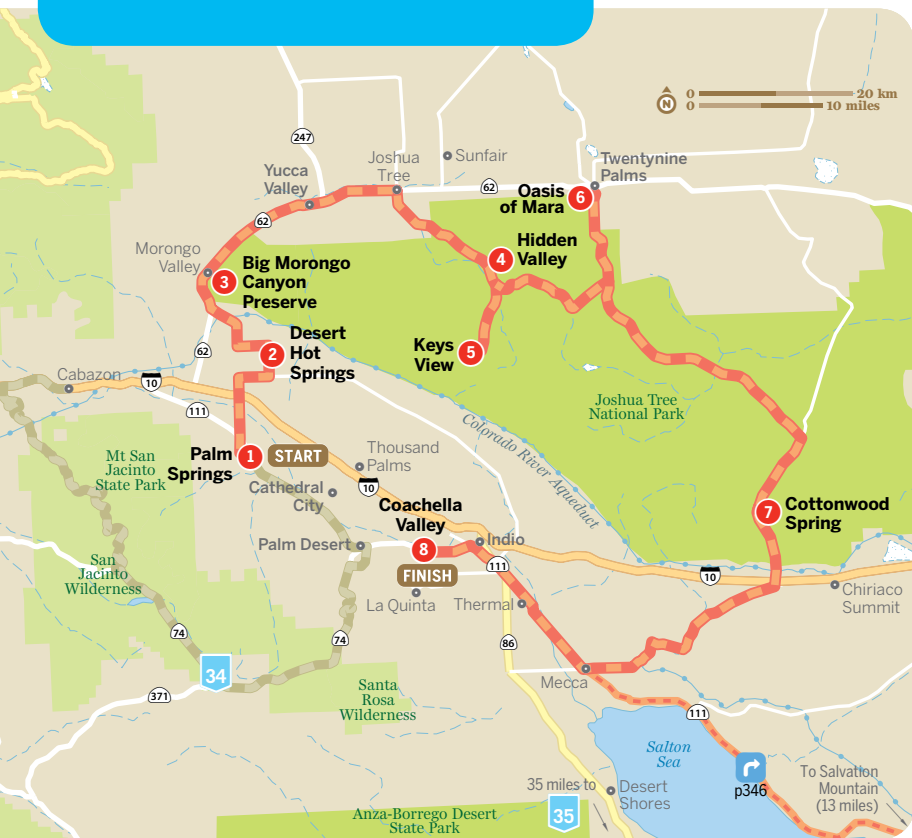 0 20 km
N
0 10 miles
247
Joshua
Tree
Sunfair
Yucca
Valley
62
Twentynine
Palms
Oasis
of Mara
6
62
Hidden
Valley
4
Morongo
Valley
3
Big Morongo
Canyon
Preserve
Desert
Hot
Springs
2
62
Keys
View
5
Cabazon
10
111
Joshua Tree
National Park
Colorado River Aqueduct
Mt San
Jacinto
State Park
Palm
Springs
1
START
Thousand
Palms
Cathedral
City
10
Coachella
Valley
8
FINISH
7
Cottonwood
Spring
Palm Desert
Indio
111
10
San
Jacinto
Wilderness
La Quinta
Thermal
Chiriaco
Summit
74
74
86
34
371
Mecca
Santa
Rosa
Wilderness
111
Salton
Sea
p346
To Salvation
Mountain
(13 miles)
35 miles to
35
Desert
Shores
Anza-Borrego Desert
State Park